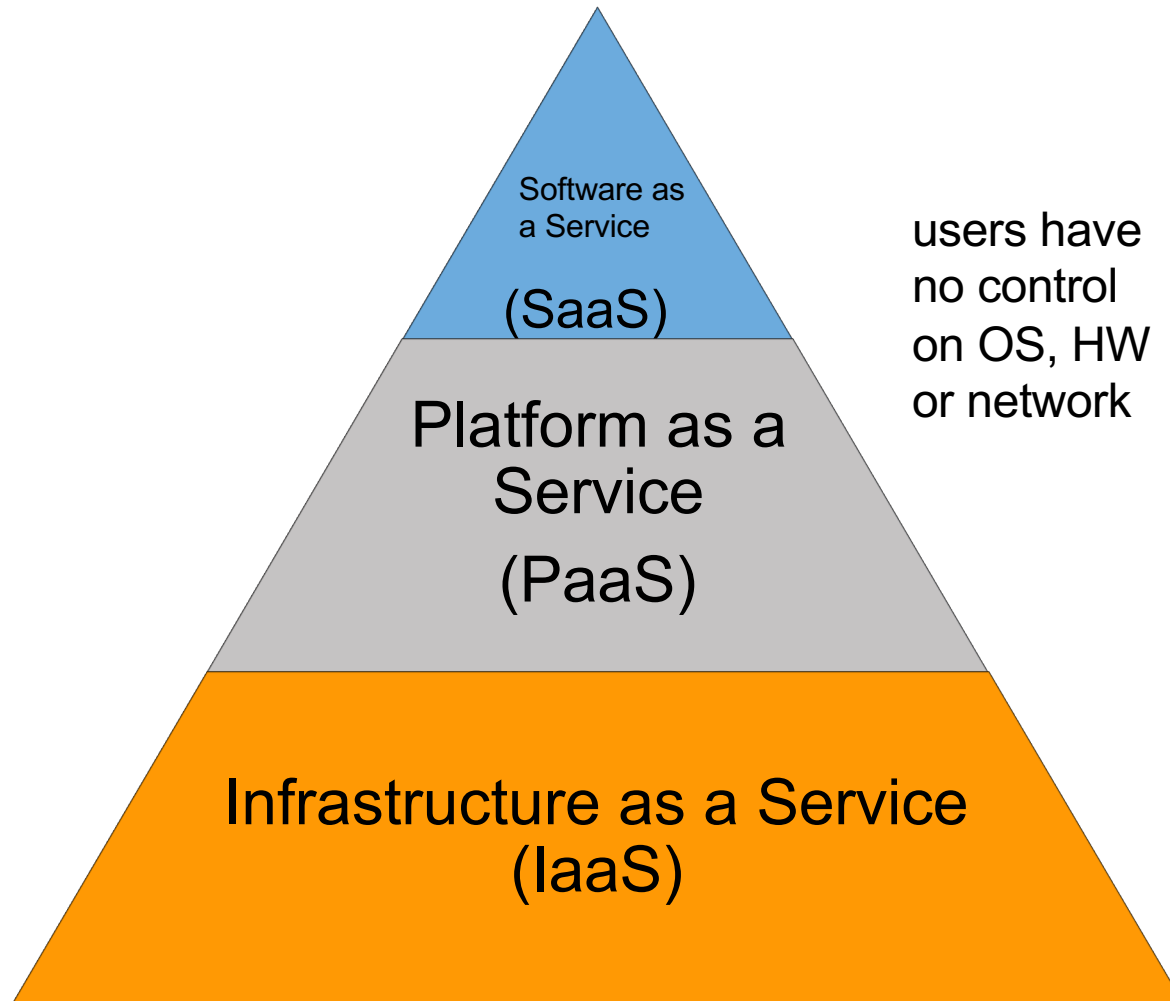 Software as
a Service
(SaaS)
users have
no control
on OS, HW
or network
Platform as a
Service
(PaaS)
Infrastructure as a Service
(IaaS)